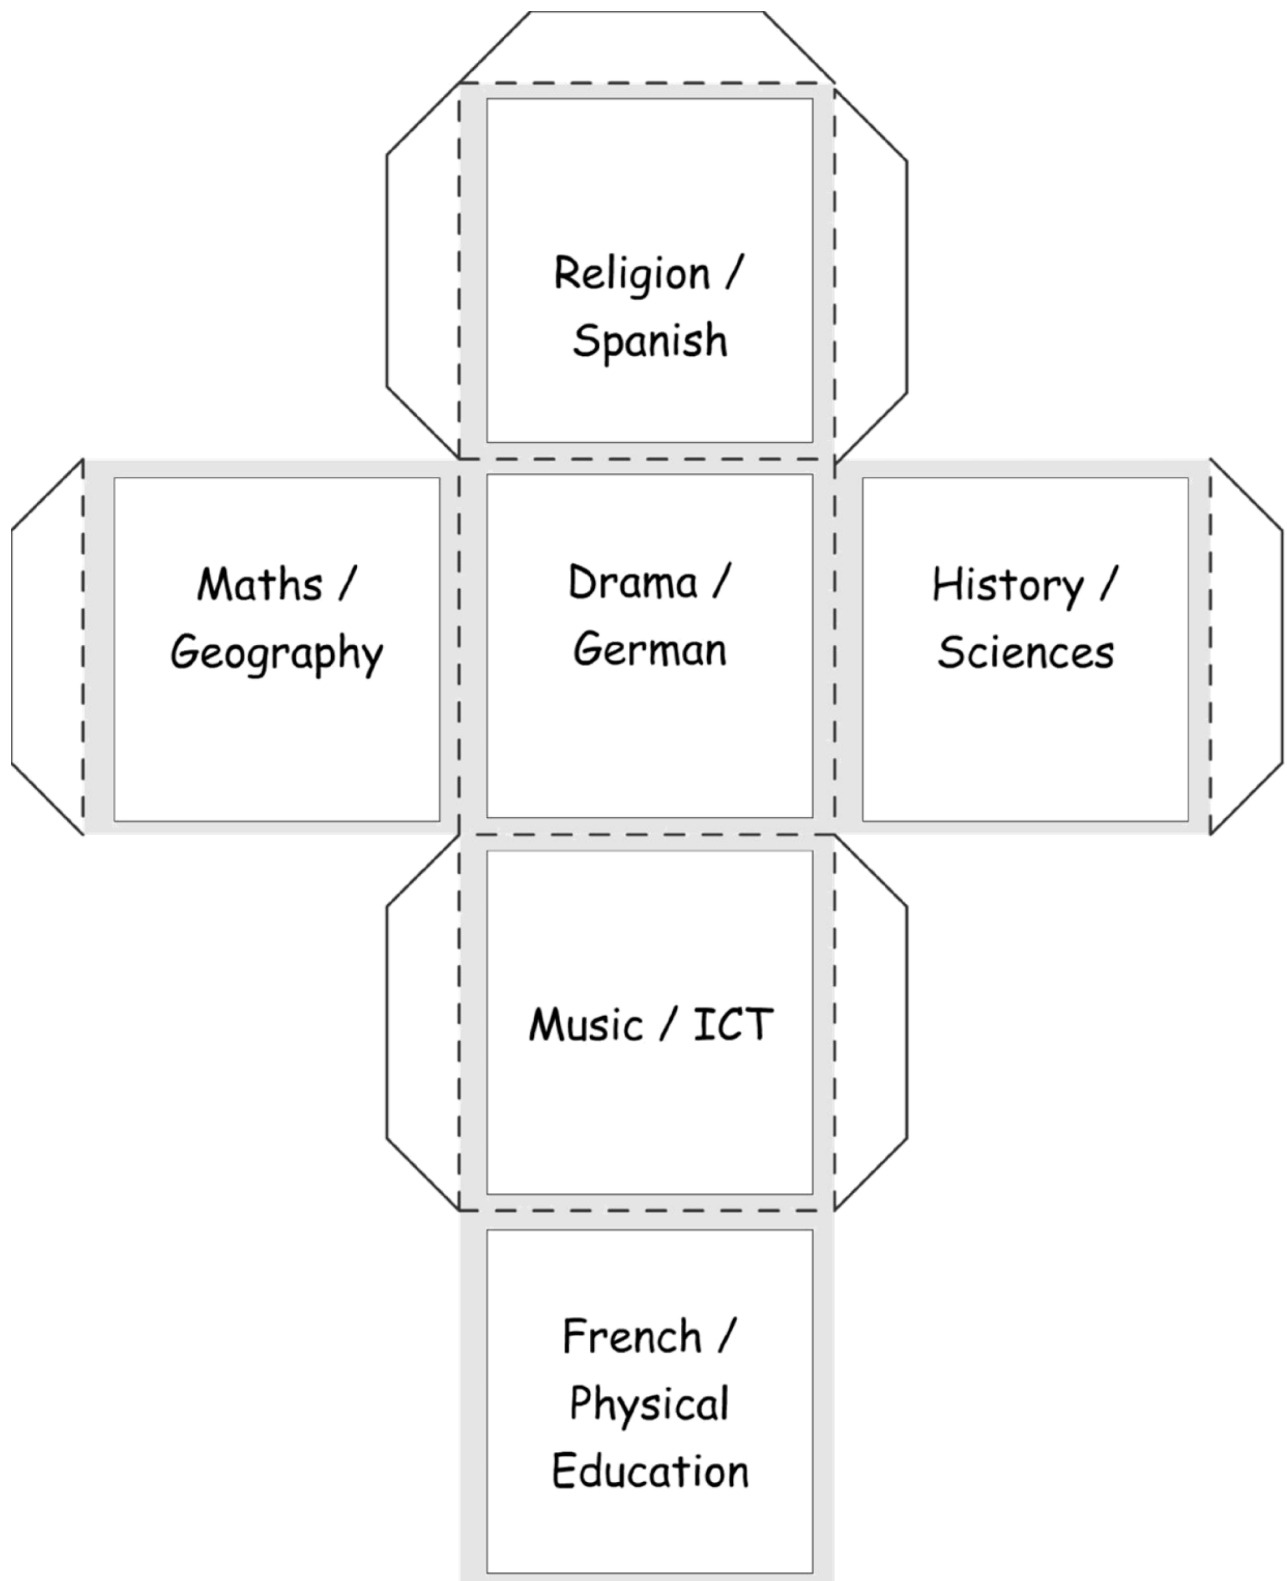 Religion /
Spanish
Maths /
Geography
Drama /
German
History /
Sciences
Music / ICT
French /
Physical
Education